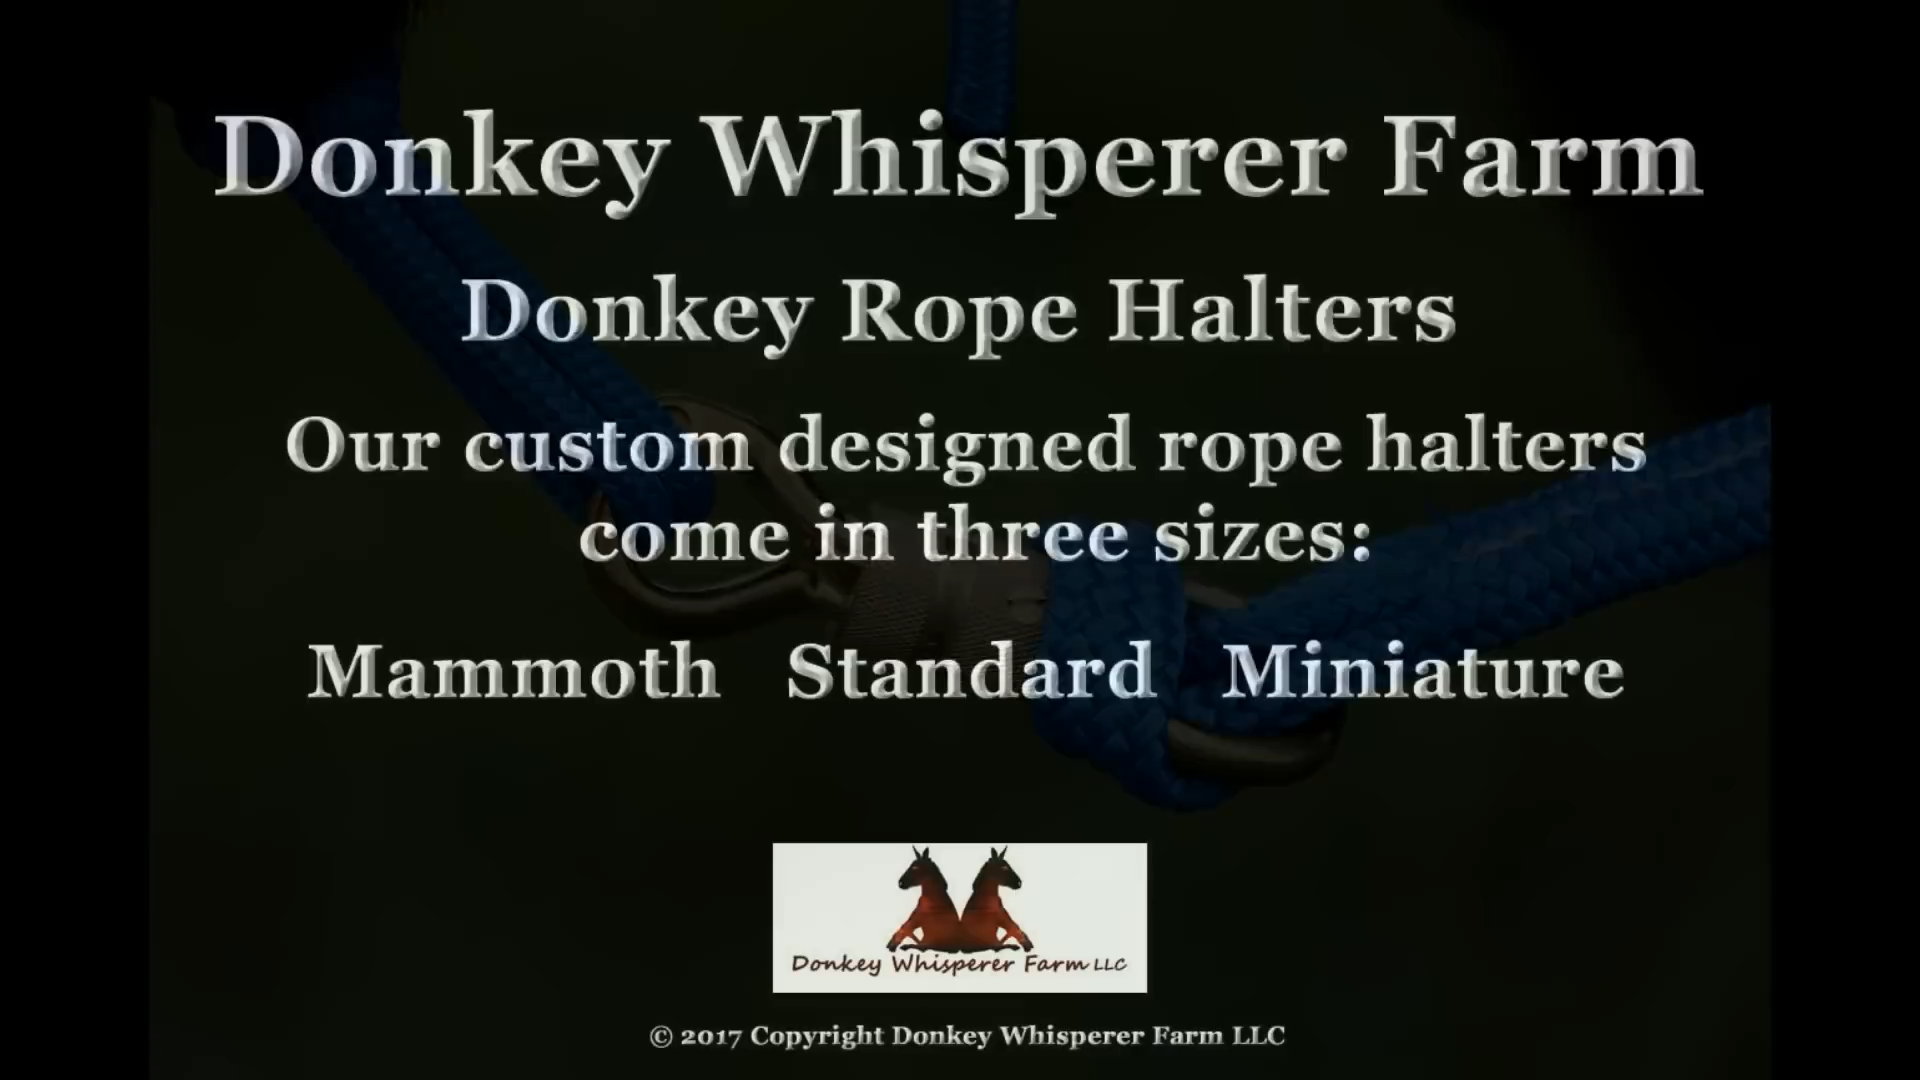 Donkey Whisperer Farm
Donkey Rope Halters
Our custom designed rope halters
come in three sizes:
Mammoth Standard Miniature
Donkey Whisperer Farm LLC
© 2017 Copyright Donkey Whisperer Farm LLC